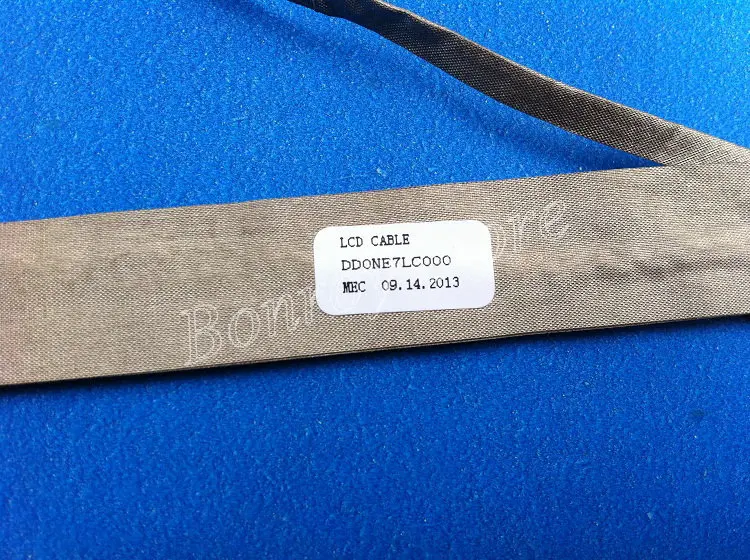 LCD CABLE
DD0NE7LC000
MEC 09.14.2013